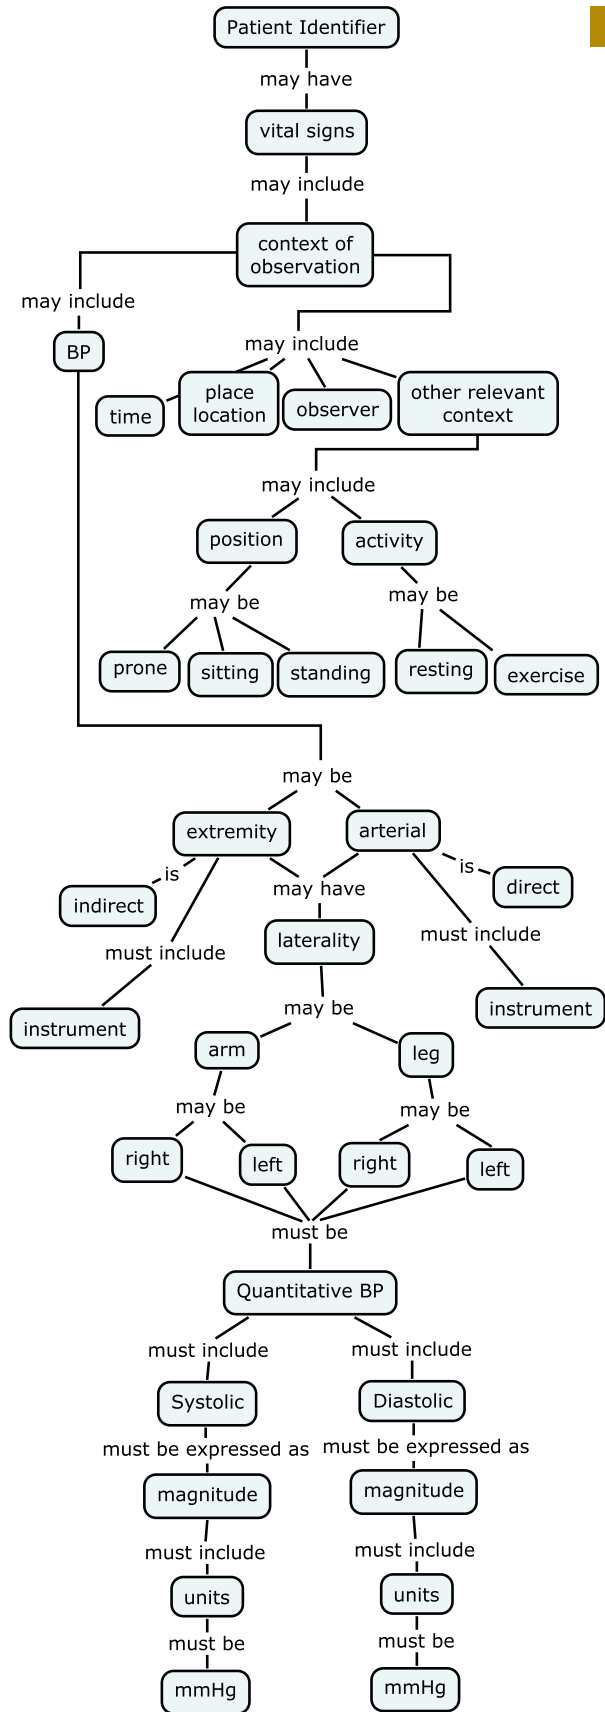 Patient Identifier
may have
vital signs
may include
context of
observation
may include
BP
may include
time
place
location
observer
other relevant
context
may include
position
activity
may be
may be
prone
sitting
standing
resting
exercise
may be
extremity
arterial
is
indirect
is
direct
may have
must include
must include
laterality
instrument
instrument
may be
arm
leg
may be
may be
right
left
right
left
must be
Quantitative BP
must include
must include
Systolic
Diastolic
must be expressed as
must be expressed as
magnitude
magnitude
must include
must include
units
units
must be
must be
mmHg
mmHg